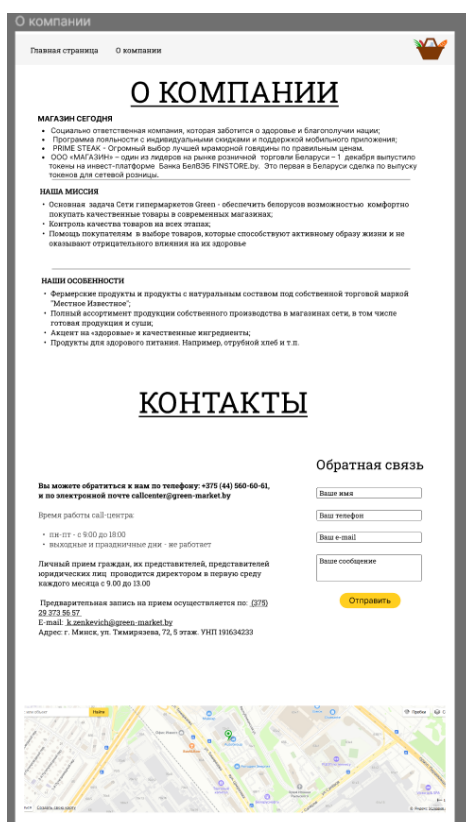 О компании
Главная страница О компании
О КОМПАНИИ
МАГАЗИН СЕГОДНЯ
• Социально ответственная компания, которая заботится о здоровье и благополучии нации;
• Программа лояльности с индивидуальными скидками и поддержкой мобильного приложения;
• PRIME STEAK - Огромный выбор лучшей мраморной говядины по правильным ценам.
• ООО «МАГАЗИН» – один из лидеров на рынке розничной торговли Беларуси – 1 декабря выпустило
токены на инвест-платформе Банка БелВЭБ FINSTORE.by. Это первая в Беларуси сделка по выпуску
токенов для сетевой розницы.
НАША МИССИЯ
• Основная задача Сети гипермаркетов Green - обеспечить белорусов возможностью комфортно
покупать качественные товары в современных магазинах;
• Контроль качества товаров на всех этапах;
• Помощь покупателям в выборе товаров, которые способствуют активному образу жизни и не
оказывают отрицательного влияния на их здоровье
НАШИ ОСОБЕННОСТИ
• Фермерские продукты и продукты с натуральным составом под собственной торговой маркой
"Местное Известное";
• Полный ассортимент продукции собственного производства в магазинах сети, в том числе
готовая продукция и суши;
• Акцент на «здоровые» и качественные ингредиенты;
• Продукты для здорового питания. Например, отрубной хлеб и т.п.
КОНТАКТЫ
Вы можете обратиться к нам по телефону: +375 (44) 560-60-61,
и по электронной почте callcenter@green-market.by
Время работы call-центра:
• пн-пт - с 9:00 до 18:00
• выходные и праздничные дни - не работает
Личный прием граждан, их представителей, представителей
юридических лиц проводится директором в первую среду
каждого месяца с 9.00 до 13.00
Предварительная запись на прием осуществляется по: (375)
29 373 56 57
E-mail: k.zenkevich@green-market.by
Адрес: г. Минск, ул. Тимирязева, 72, 5 этаж. УНП 191634233
Обратная связь
Ваше имя
Ваш телефон
Ваш e-mail
Ваше сообщение
Отправить
Найти
Пробки